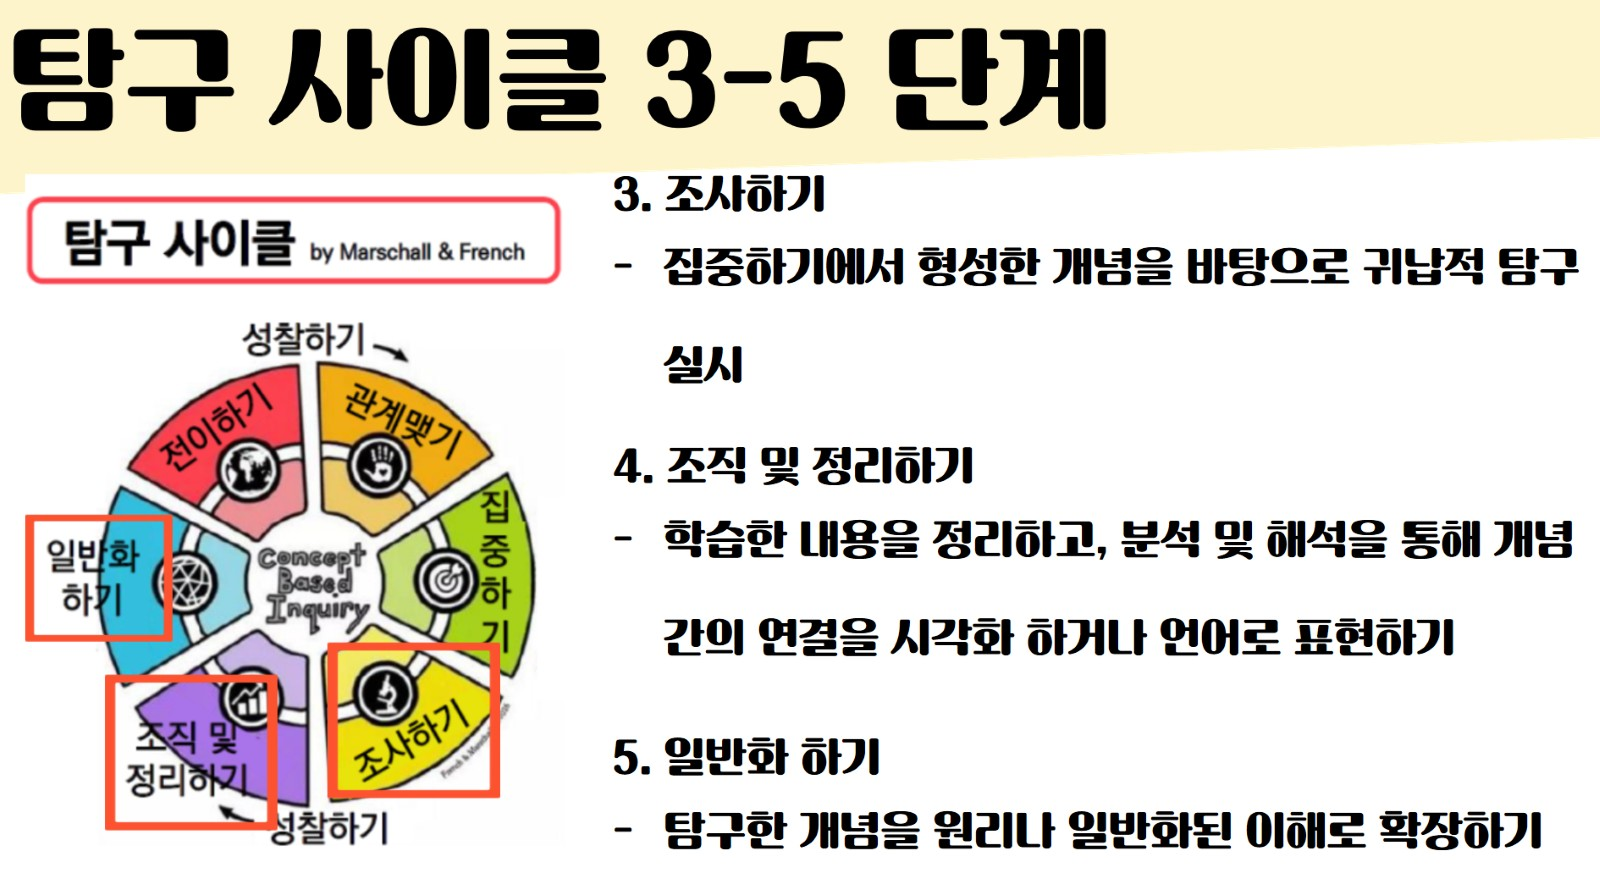 탐구 사이클 3-5 단계
탐구 사이클 by Marschall & French
성찰하기
전이하기
관계맺기
집중하기
일반화
하기
Concept
Based
Inquiry
조직 및
정리하기
조사하기
성찰하기
3. 조사하기
- 집중하기에서 형성한 개념을 바탕으로 귀납적 탐구
실시
4. 조직 및 정리하기
- 학습한 내용을 정리하고, 분석 및 해석을 통해 개념
간의 연결을 시각화 하거나 언어로 표현하기
5. 일반화 하기
- 탐구한 개념을 원리나 일반화된 이해로 확장하기